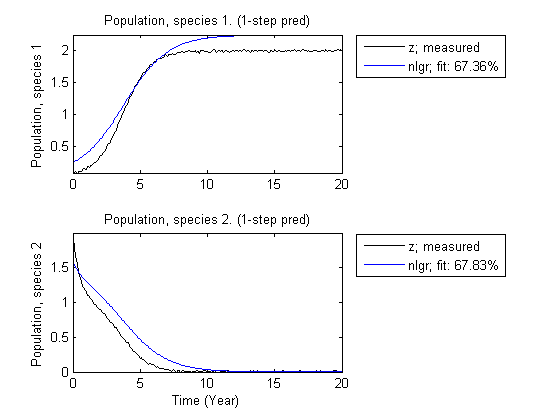 Population, species 1. (1-step pred)
Population, species 1
2
1.5
1
0.5
0 5 10 15 20
z; measured
nlgr; fit: 67.36%
Population, species 2. (1-step pred)
Population, species 2
1.5
1
0.5
0
0 5 10 15 20
Time (Year)
z; measured
nlgr; fit: 67.83%